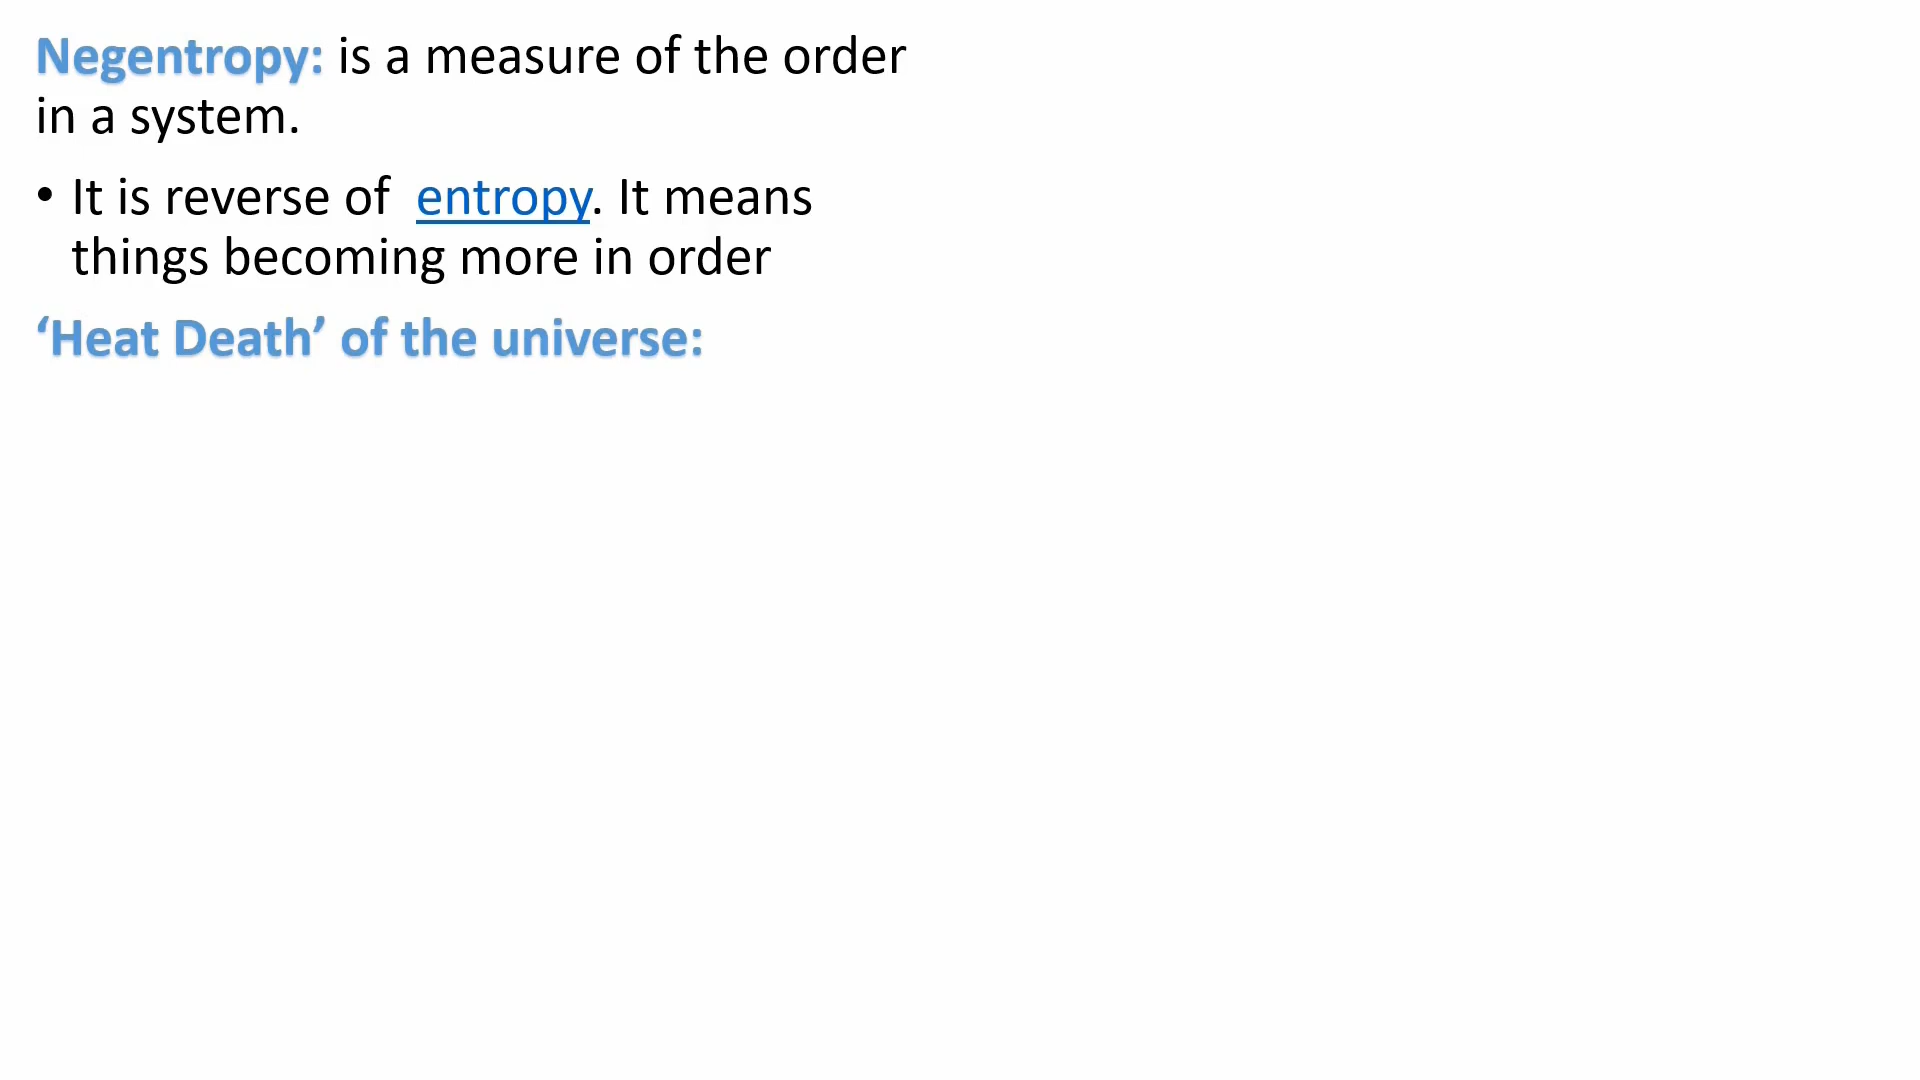 Negentropy: is a measure of the order
in a system.
• It is reverse of  entropy. It means
things becoming more in order
‘Heat Death’ of the universe: